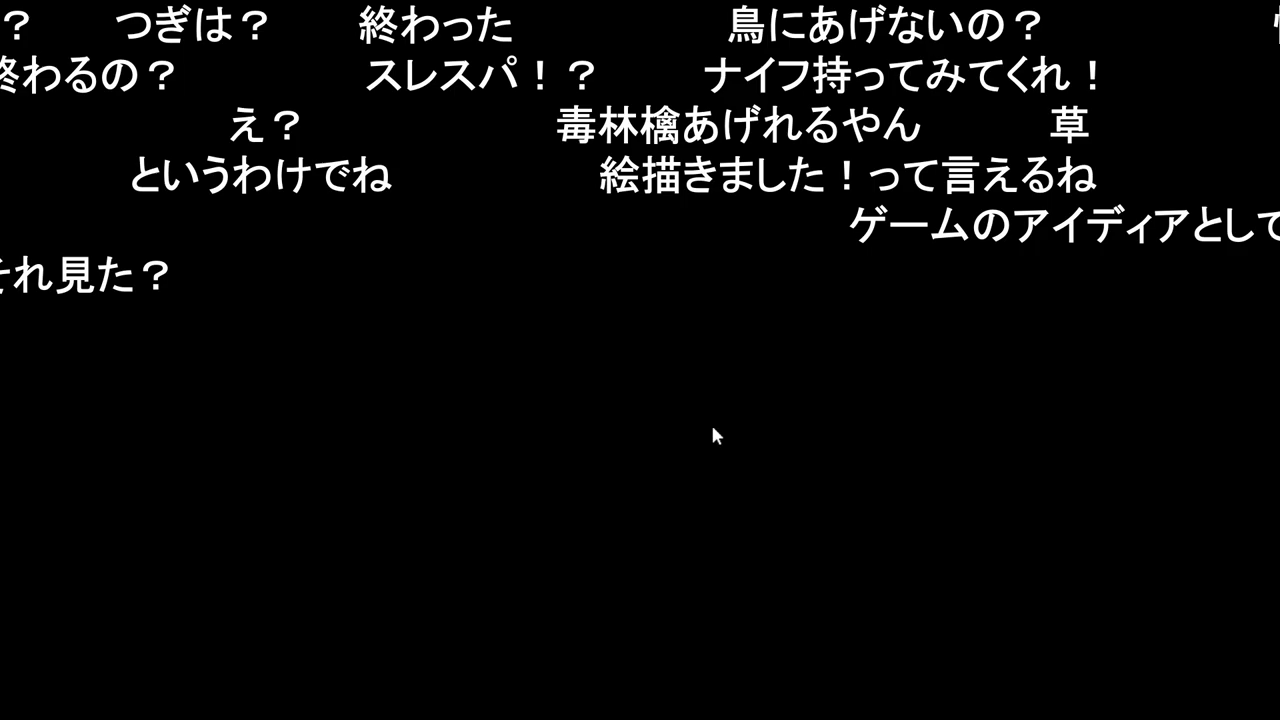 ？ つぎは？ 終わった 鳥にあげないの？
終わるの？ スレスパ！？ ナイフ持ってみてくれ！
え？ 毒林檎あげれるやん 草
というわけでね 絵描きました！って言えるね
ゲームのアイディアとして
それ見た？